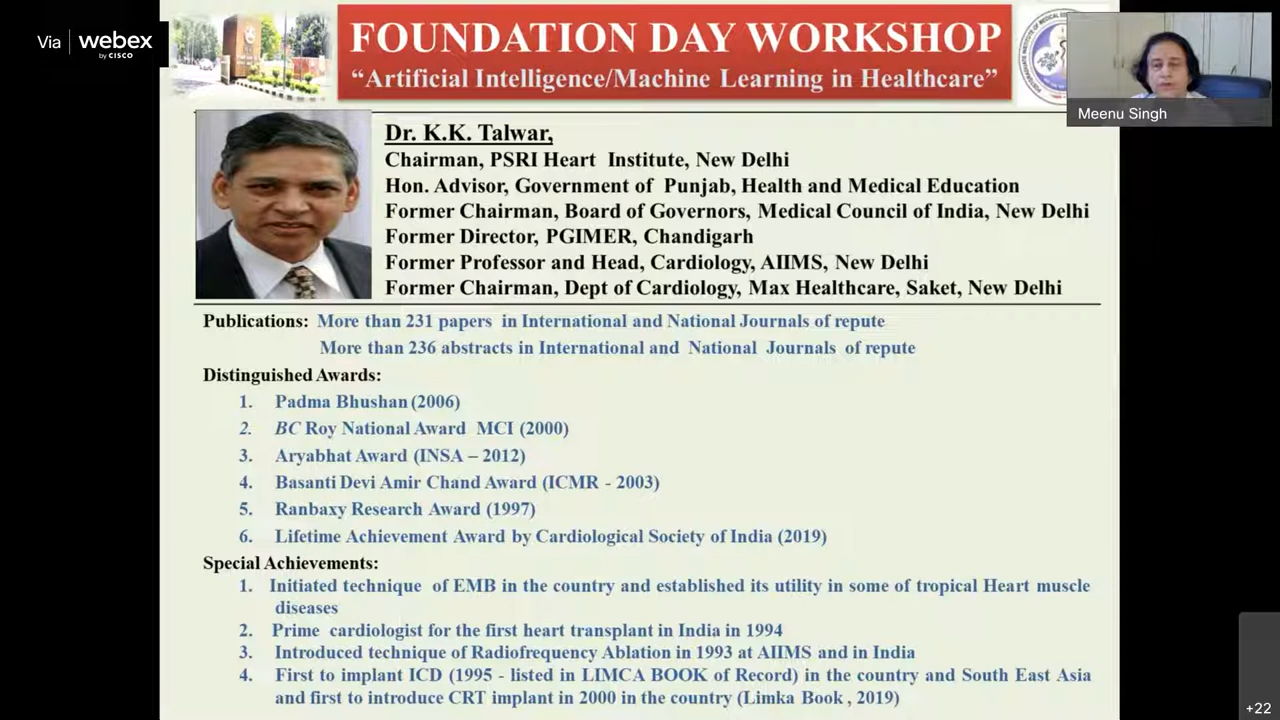 Via webex
by CISCO
FOUNDATION DAY WORKSHOP
“Artificial Intelligence/Machine Learning in Healthcare”
Meenu Singh
Dr. K.K. Talwar,
Chairman, PSRI Heart Institute, New Delhi
Hon. Advisor, Government of Punjab, Health and Medical Education
Former Chairman, Board of Governors, Medical Council of India, New Delhi
Former Director, PGIMER, Chandigarh
Former Professor and Head, Cardiology, AIIMS, New Delhi
Former Chairman, Dept of Cardiology, Max Healthcare, Saket, New Delhi
Publications: More than 231 papers in International and National Journals of repute
More than 236 abstracts in International and National Journals of repute
Distinguished Awards:
1. Padma Bhushan (2006)
2. BC Roy National Award MCI (2000)
3. Aryabhat Award (INSA – 2012)
4. Basanti Devi Amir Chand Award (ICMR - 2003)
5. Ranbaxy Research Award (1997)
6. Lifetime Achievement Award by Cardiological Society of India (2019)
Special Achievements:
1. Initiated technique of EMB in the country and established its utility in some of tropical Heart muscle
diseases
2. Prime cardiologist for the first heart transplant in India in 1994
3. Introduced technique of Radiofrequency Ablation in 1993 at AIIMS and in India
4. First to implant ICD (1995 - listed in LIMCA BOOK of Record) in the country and South East Asia
and first to introduce CRT implant in 2000 in the country (Limka Book , 2019)
+22